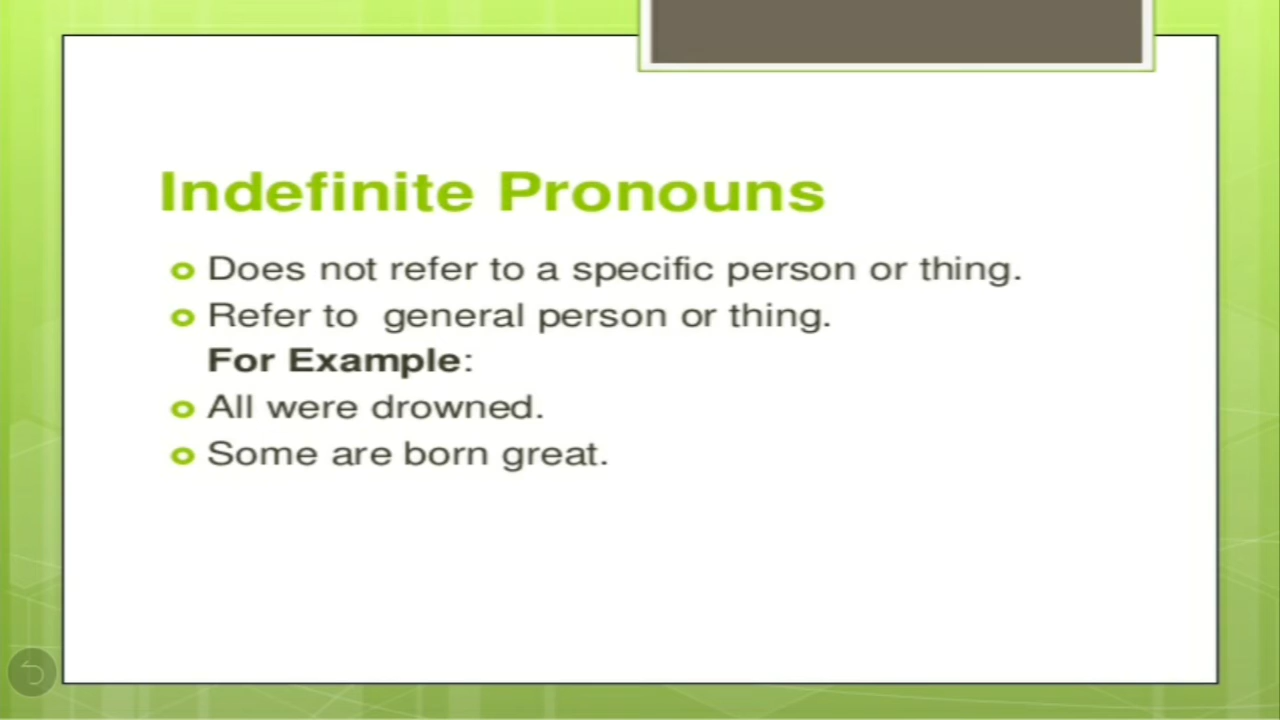 Indefinite Pronouns
Does not refer to a specific person or thing.
Refer to general person or thing.
For Example:
All were drowned.
Some are born great.